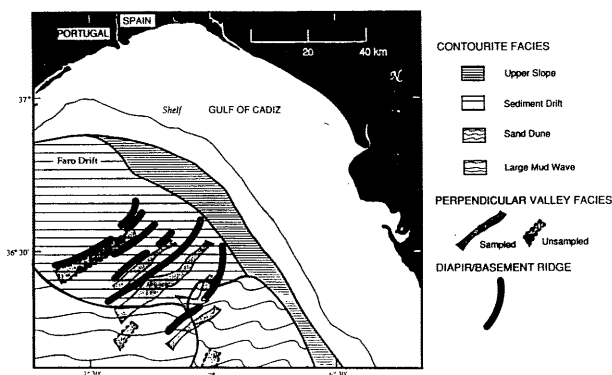 SPAIN
PORTUGAL
20 40 km
N
37°
Shelf GULF OF CADIZ
Faro Drift
36°30
CONTOURITE FACIES
Upper Slope
Sediment Drift
Sand Dune
Large Mud Wave
PERPENDICULAR VALLEY FACIES
Sampled Unsampled
DIAPIR/BASEMENT RIDGE